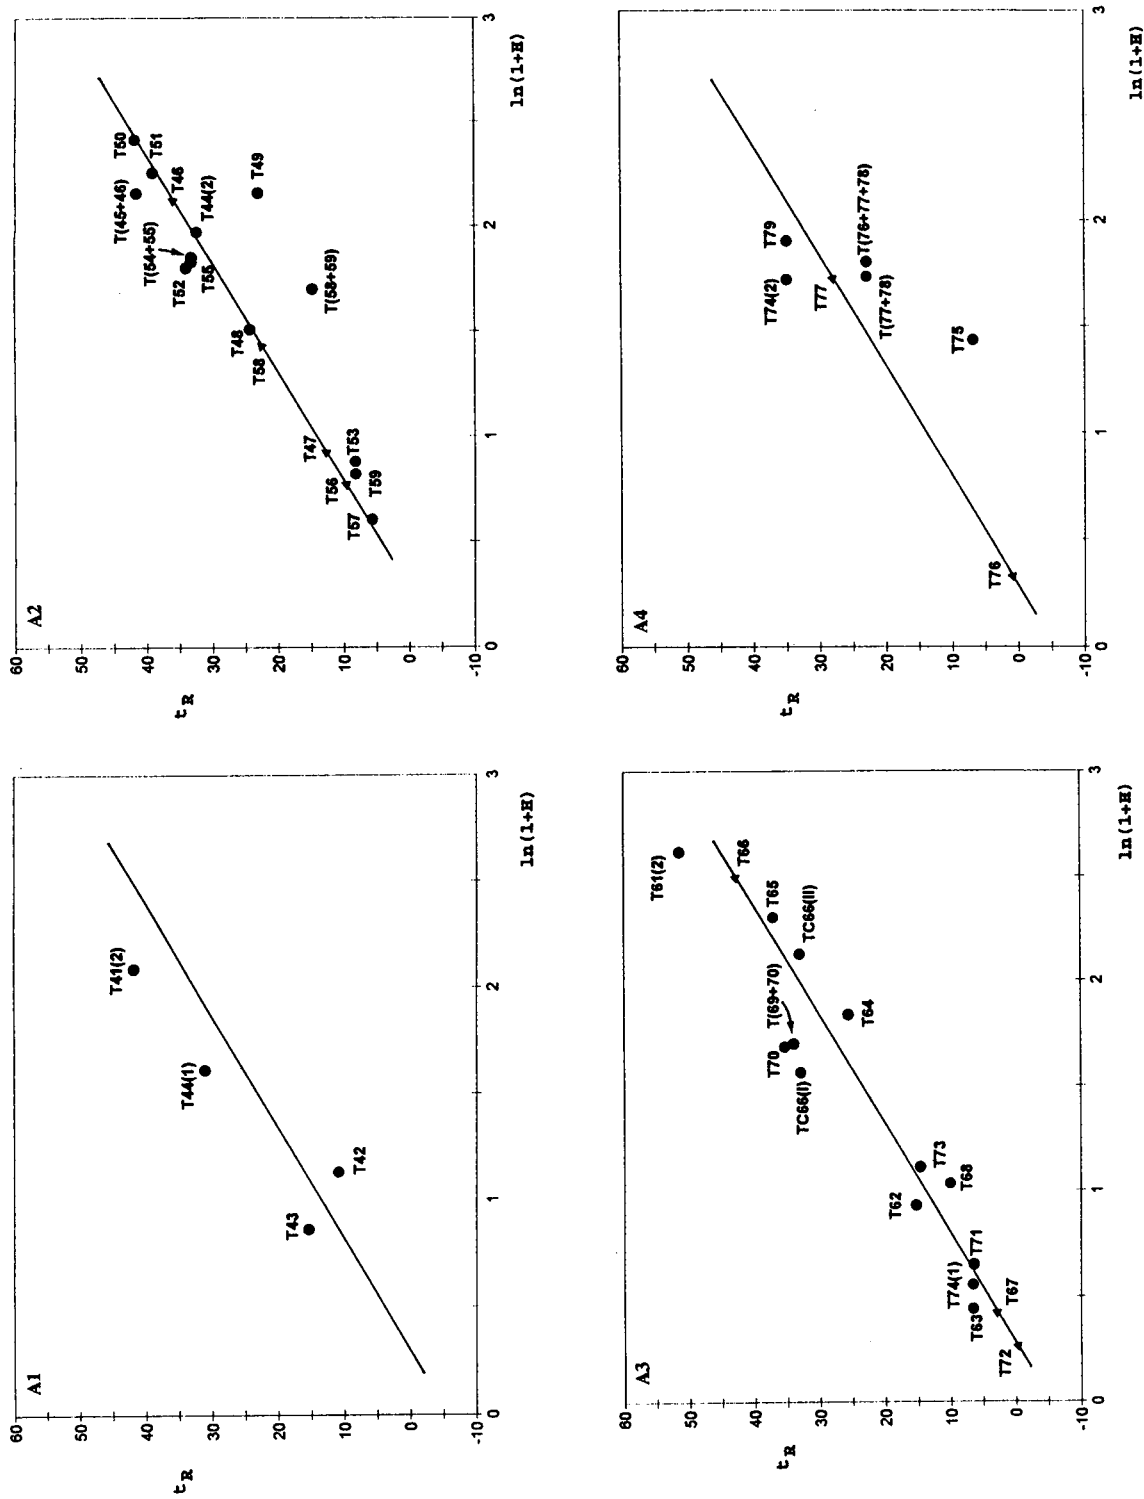 A1
t_R
60
50
40
30
20
10
0
-10
0
1
2
3
ln(1+H)
T41(2)
T44(1)
T43
T42
A2
t_R
60
50
40
30
20
10
0
-10
0
1
2
3
ln(1+H)
T50
T51
T(45+46)
T46
T49
T44(2)
T(54+55)
T52
T55
T(58+59)
T48
T58
T47
T53
T56
T59
T57
A3
t_R
60
50
40
30
20
10
0
-10
0
1
2
3
ln(1+H)
T61(2)
T66
T65
TC66(II)
T(69+70)
T70
TC66(I)
T64
T73
T68
T62
T71
T74(1)
T67
T63
T72
A4
t_R
60
50
40
30
20
10
0
-10
0
1
2
3
ln(1+H)
T79
T74(2)
T77
T(76+77+78)
T(77+78)
T75
T76